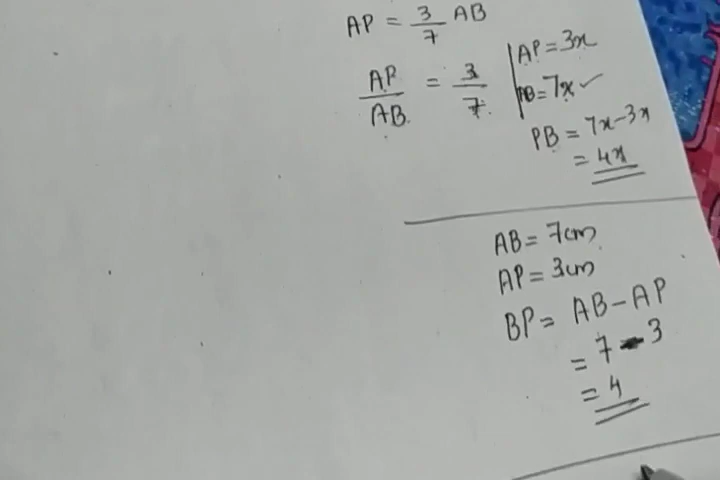 AP = 3/7 AB
AP/AB = 3/7
AP = 3x
= 7x ✓
PB = 7x - 3x
= 4x
AB = 7cm
AP = 3cm
BP = AB - AP
= 7 - 3
= 4